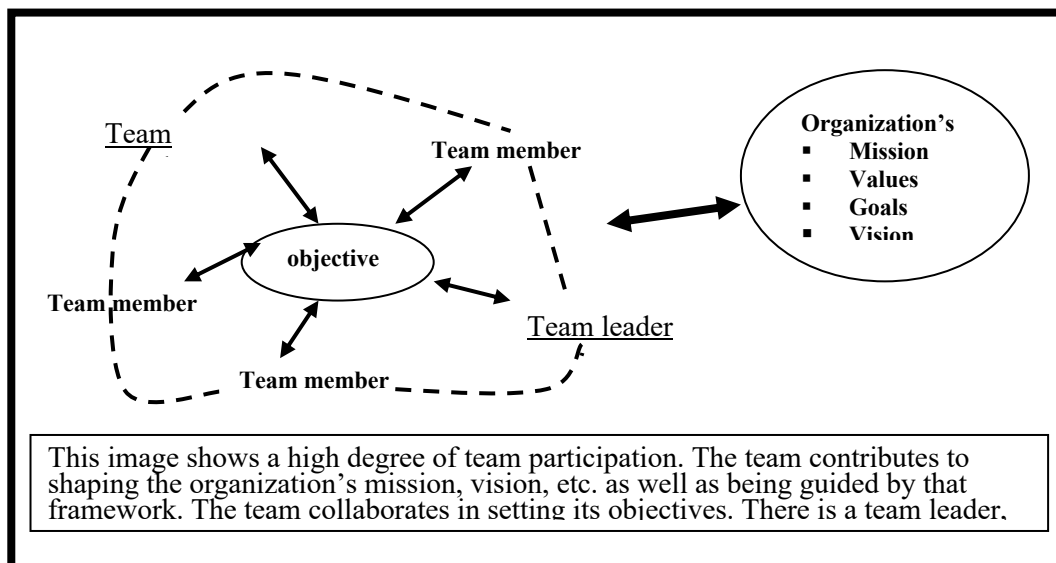 Team
Team member
objective
Team member
Team leader
Team member
Organization’s
▪ Mission
▪ Values
▪ Goals
▪ Vision
This image shows a high degree of team participation. The team contributes to
shaping the organization’s mission, vision, etc. as well as being guided by that
framework. The team collaborates in setting its objectives. There is a team leader,